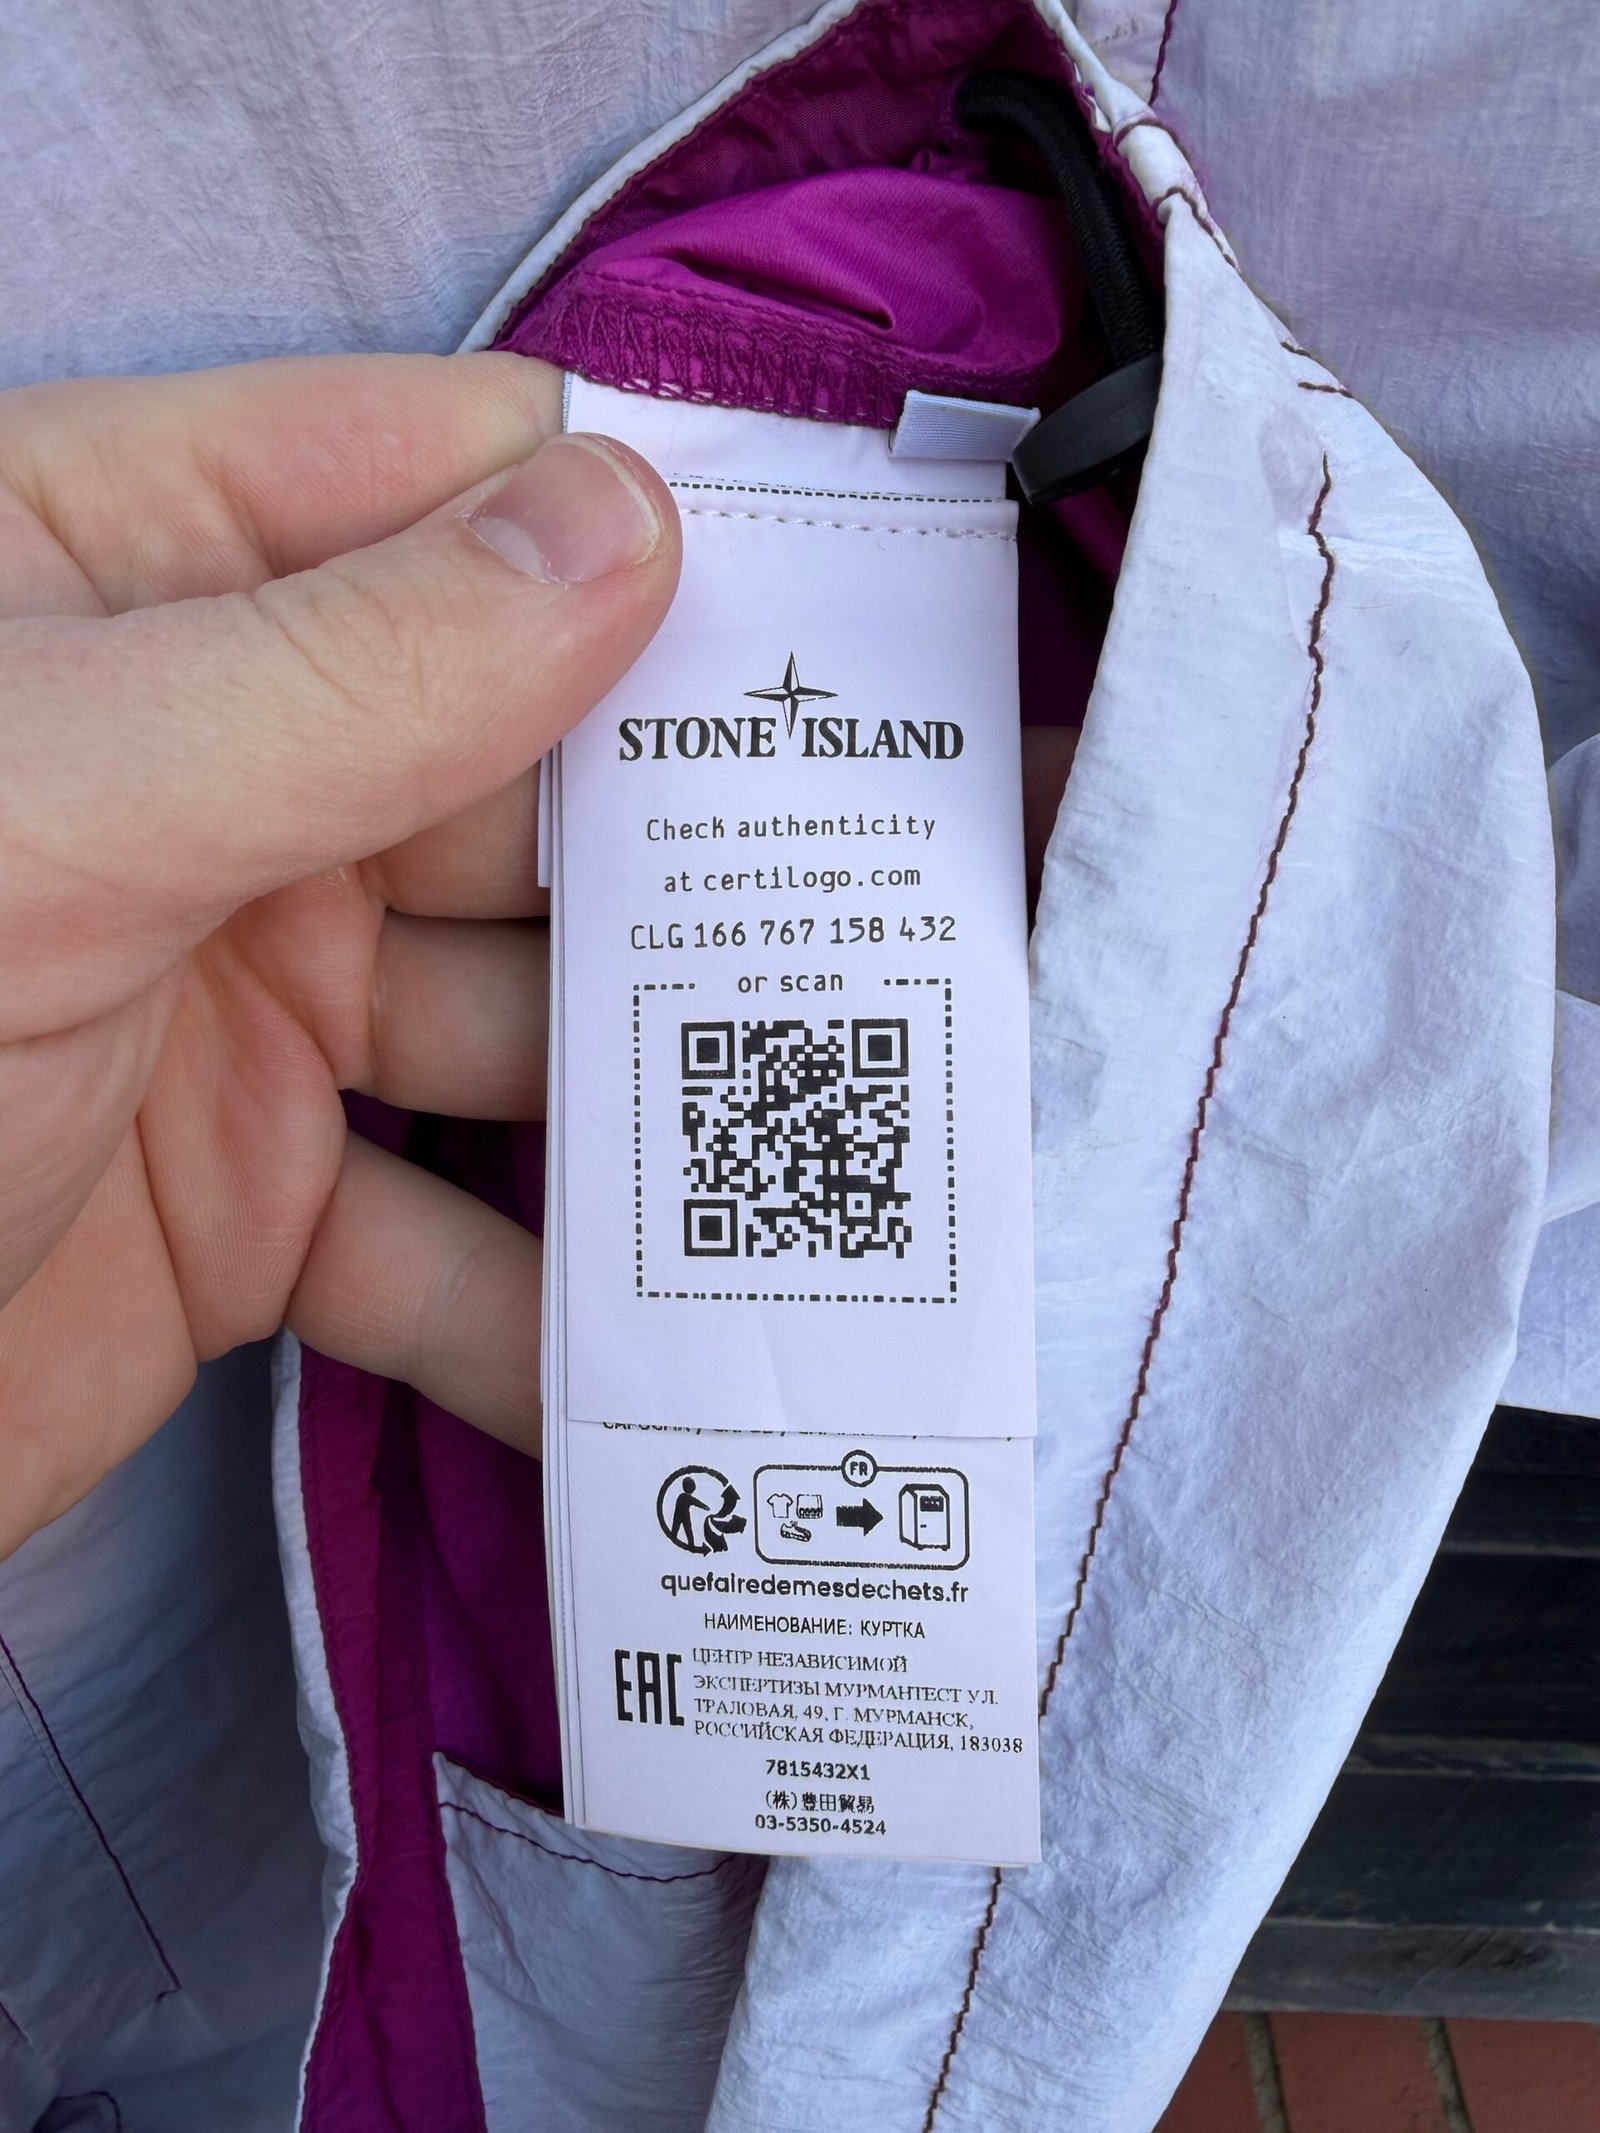 STONE ISLAND
Check authenticity
at certilogo.com
CLG 166 767 158 432
or scan
FR
quefairedemesdechets.fr
НАИМЕНОВАНИЕ: КУРТКА
EAC
ЦЕНТР НЕЗАВИСИМОЙ
ЭКСПЕРТИЗЫ МУРМАНТЕСТ УЛ.
ТРАЛОВАЯ, 49, Г. МУРМАНСК,
РОССИЙСКАЯ ФЕДЕРАЦИЯ, 183038
7815432X1
(株)豊田貿易
03-5350-4524